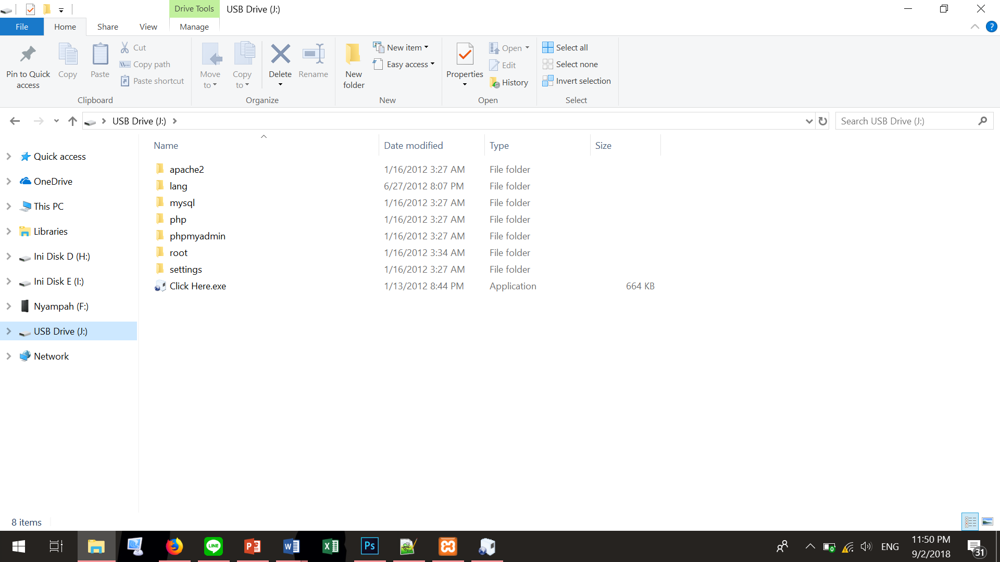 Drive Tools
USB Drive (J:)
File
Home
Share
View
Manage
Pin to Quick
access
Copy
Paste
Cut
Copy path
Paste shortcut
Clipboard
Move
to
Copy
to
Delete
Rename
Organize
New
folder
New item
Easy access
New
Properties
Open
Edit
History
Open
Select all
Select none
Invert selection
Select
USB Drive (J:)
Search USB Drive (J:)
Quick access
OneDrive
This PC
Libraries
Ini Disk D (H:)
Ini Disk E (I:)
Nyampah (F:)
USB Drive (J:)
Network
Name Date modified Type Size
apache2 1/16/2012 3:27 AM File folder
lang 6/27/2012 8:07 PM File folder
mysql 1/16/2012 3:27 AM File folder
php 1/16/2012 3:27 AM File folder
phpmyadmin 1/16/2012 3:27 AM File folder
root 1/16/2012 3:34 AM File folder
settings 1/16/2012 3:27 AM File folder
Click Here.exe 1/13/2012 8:44 PM Application 664 KB
8 items
LINE
Ps
ENG
11:50 PM
9/2/2018
31